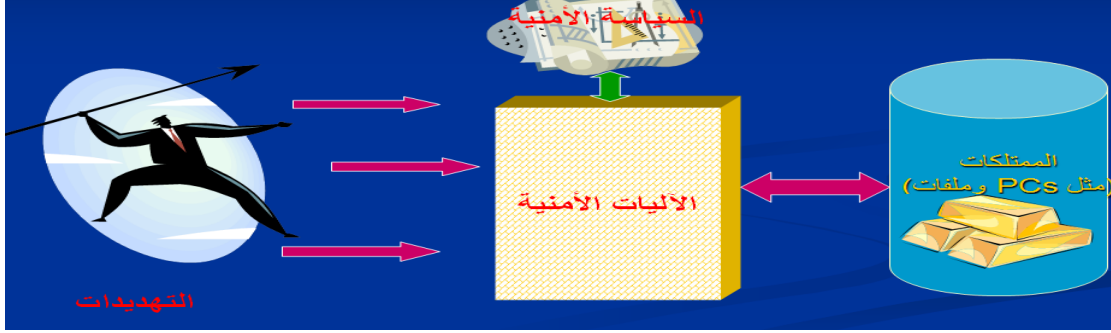 السياسة الأمنية
الممتلكات
(مثل PCs وملفات)
الآليات الأمنية
التهديدات